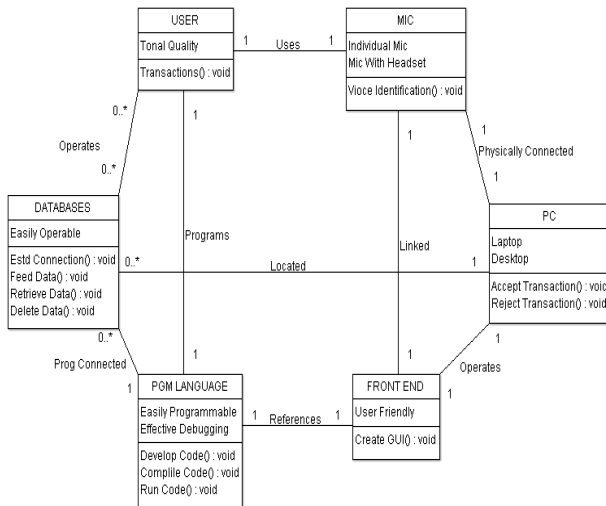 USER
Tonal Quality
Transactions() : void
1
Uses
1
MIC
Individual Mic
Mic With Headset
Vioce Identification() : void
0..*
1
1
1
Operates
Physically Connected
0..*
1
DATABASES
Easily Operable
Estd Connection() : void
Feed Data() : void
Retrieve Data() : void
Delete Data() : void
Programs
Linked
PC
Laptop
Desktop
Accept Transaction() : void
Reject Transaction() : void
0..*
Located
1
0..*
1
Prog Connected
1
1
Operates
1
1
PGM LANGUAGE
Easily Programmable
Effective Debugging
Develop Code() : void
Complile Code() : void
Run Code() : void
1
References
1
FRONT END
User Friendly
Create GUI() : void